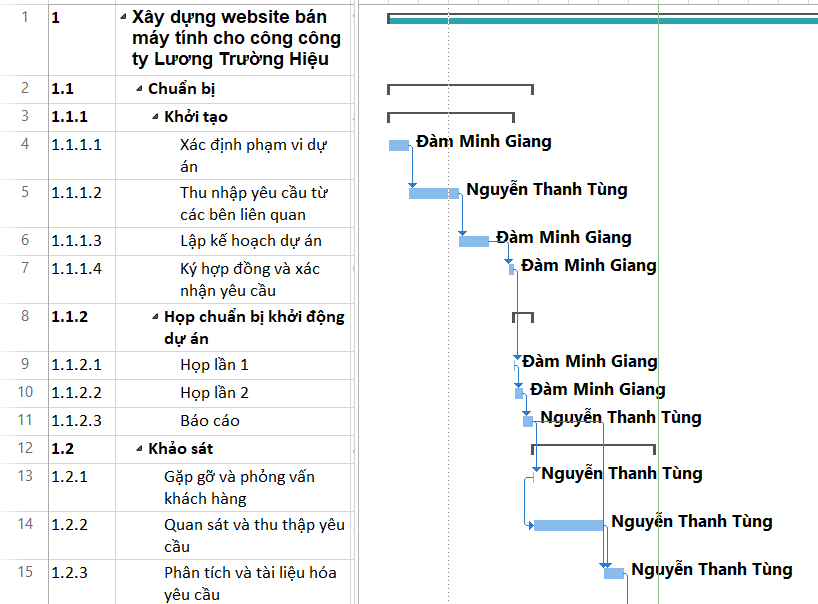 1 1 Xây dựng website bán
máy tính cho công công
ty Lương Trường Hiệu
2 1.1 Chuẩn bị
3 1.1.1 Khởi tạo
4 1.1.1.1 Xác định phạm vi dự Đàm Minh Giang
án
5 1.1.1.2 Thu nhập yêu cầu từ Nguyễn Thanh Tùng
các bên liên quan
6 1.1.1.3 Lập kế hoạch dự án Đàm Minh Giang
7 1.1.1.4 Ký hợp đồng và xác Đàm Minh Giang
nhận yêu cầu
8 1.1.2 Họp chuẩn bị khởi động
dự án
9 1.1.2.1 Họp lần 1 Đàm Minh Giang
10 1.1.2.2 Họp lần 2 Đàm Minh Giang
11 1.1.2.3 Báo cáo Nguyễn Thanh Tùng
12 1.2 Khảo sát
13 1.2.1 Gặp gỡ và phỏng vấn Nguyễn Thanh Tùng
khách hàng
14 1.2.2 Quan sát và thu thập yêu Nguyễn Thanh Tùng
cầu
15 1.2.3 Phân tích và tài liệu hóa Nguyễn Thanh Tùng
yêu cầu